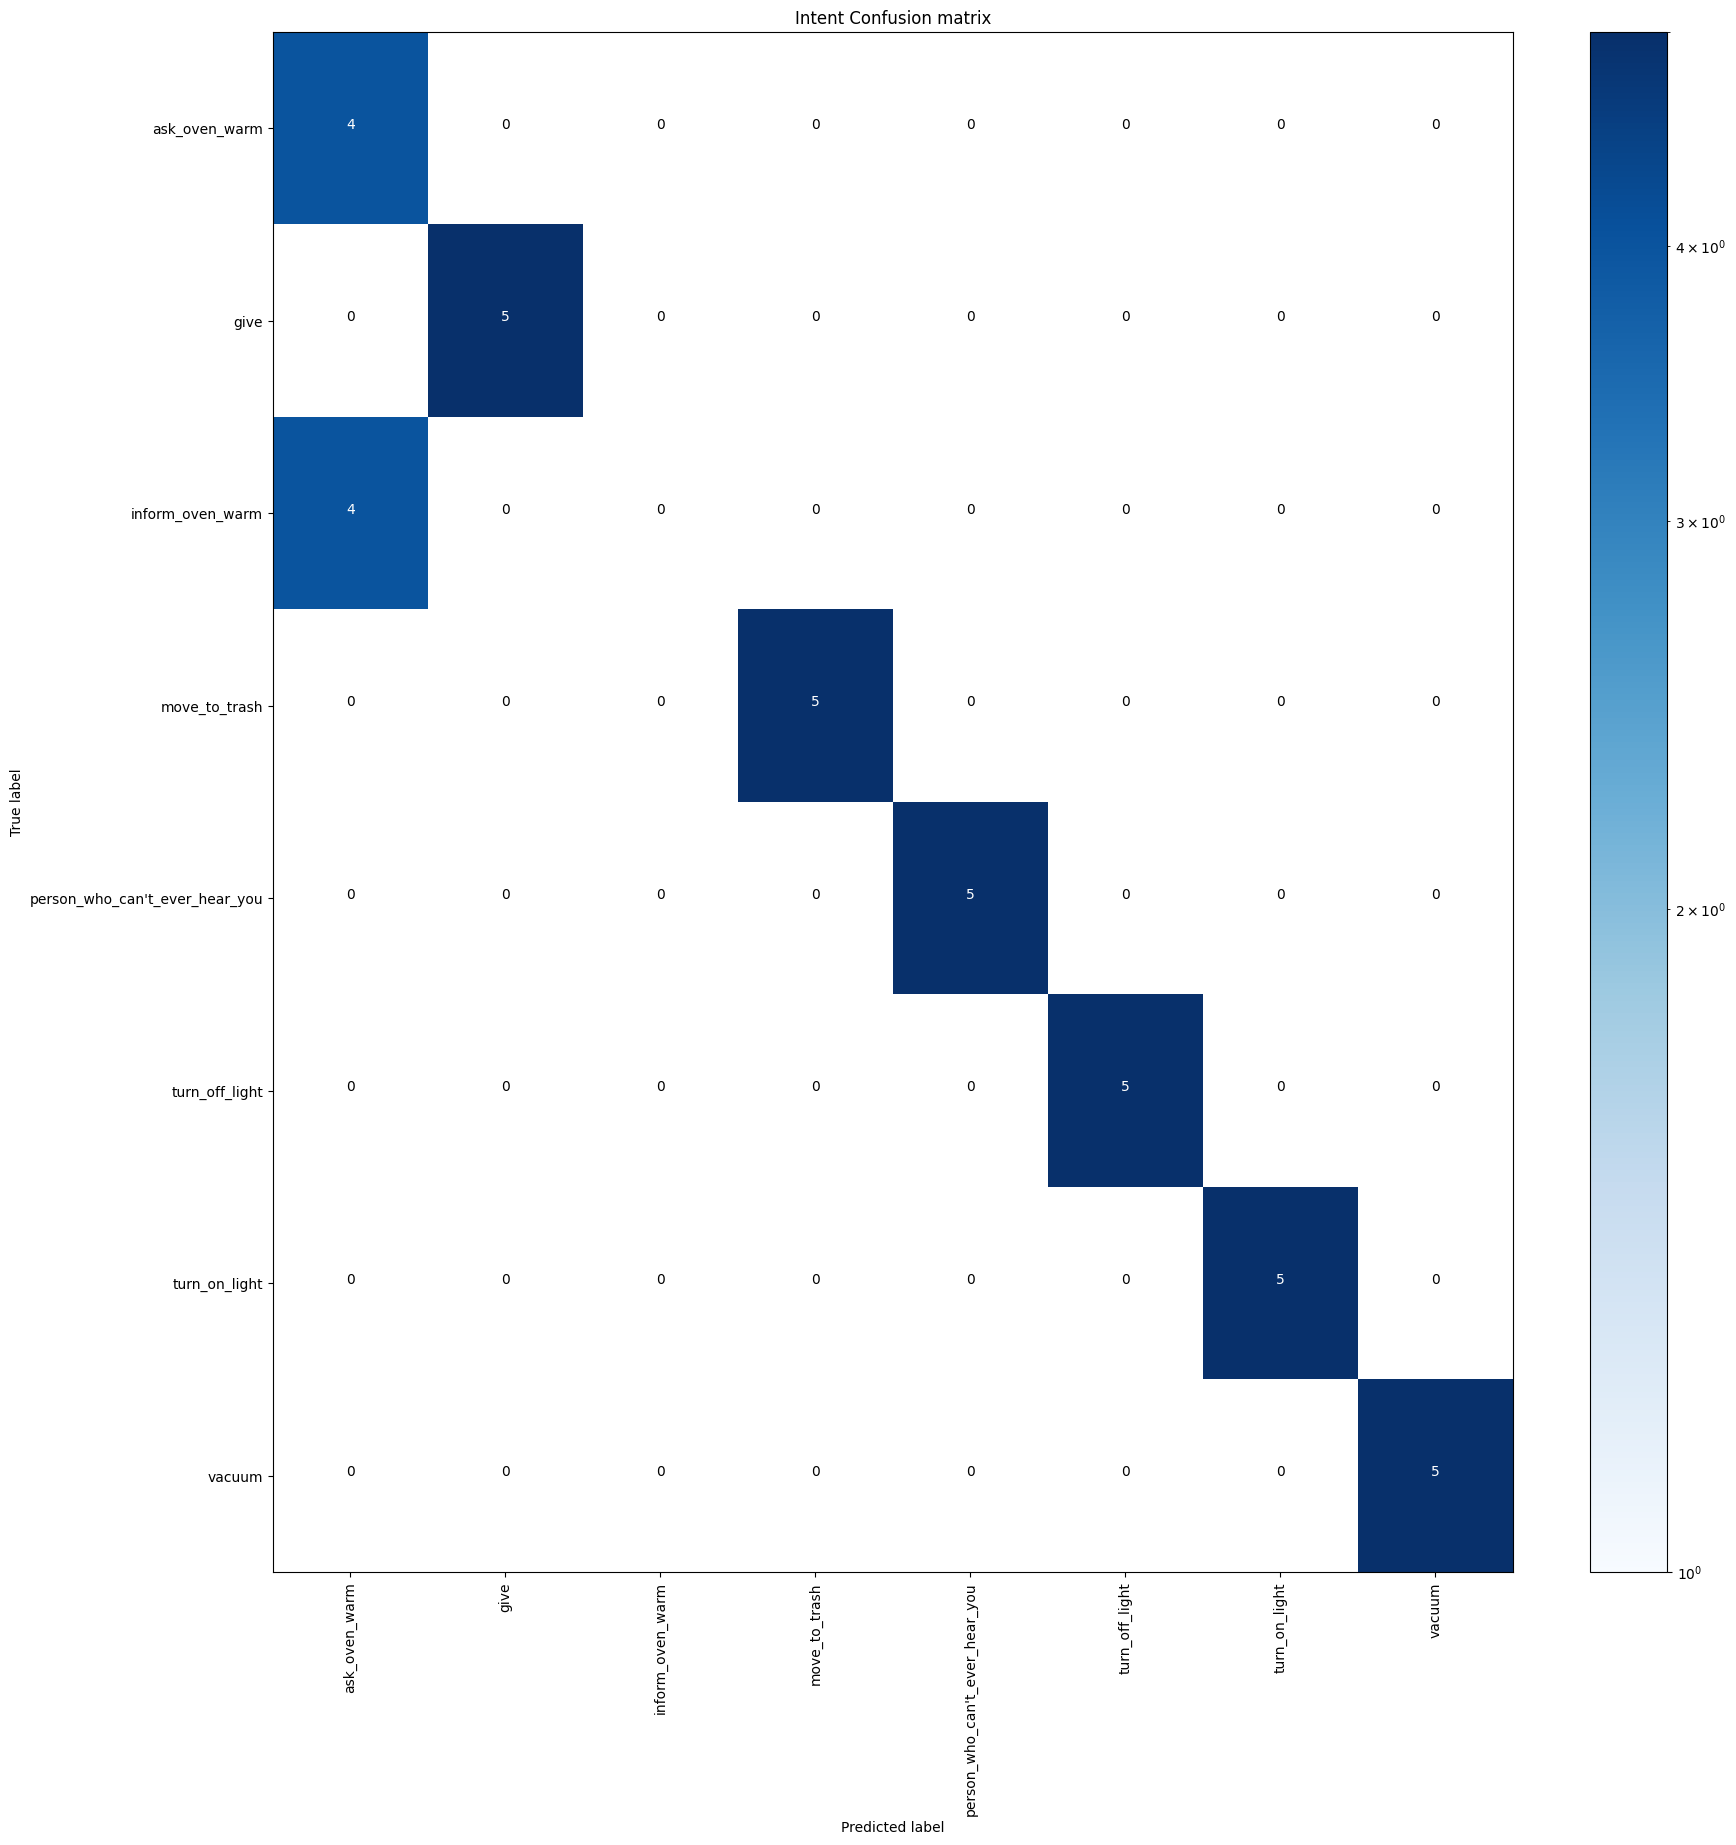 Intent Confusion matrix
ask_oven_warm 4 0 0 0 0 0 0 0
give 0 5 0 0 0 0 0 0
inform_oven_warm 4 0 0 0 0 0 0 0
move_to_trash 0 0 0 5 0 0 0 0
person_who_can't_ever_hear_you 0 0 0 0 5 0 0 0
turn_off_light 0 0 0 0 0 5 0 0
turn_on_light 0 0 0 0 0 0 5 0
vacuum 0 0 0 0 0 0 0 5
True label
ask_oven_warm
give
inform_oven_warm
move_to_trash
person_who_can't_ever_hear_you
turn_off_light
turn_on_light
vacuum
Predicted label
4 × 10⁰
3 × 10⁰
2 × 10⁰
10⁰